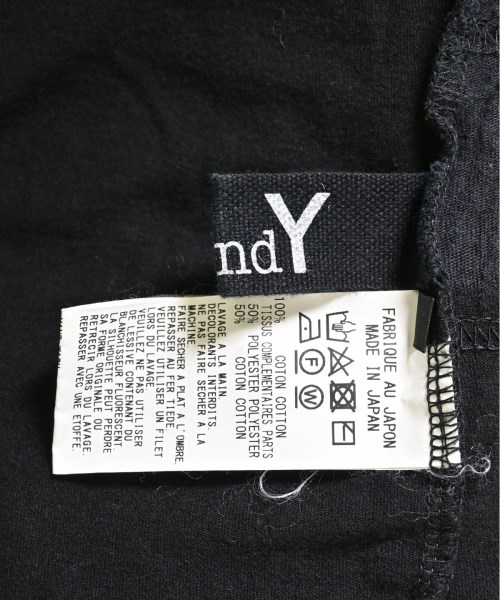 ndY
FABRIQUE AU JAPON
MADE IN JAPAN
100% COTON COTTON
TISSUS COMPLEMENTAIRES PARTS
50% POLYESTER POLYESTER
50% COTON COTTON
LAVAGE A LA MAIN.
DECOLORANTS INTERDITS.
NE PAS FAIRE SECHER A LA
MACHINE.
FAIRE SECHER A PLAT A L'OMBRE.
REPASSER AU FER TIEDE.
VEUILLEZ UTILISER UN FILET
LORS DU LAVAGE.
VEUILLEZ NE PAS UTILISER
DE LESSIVE CONTENANT DU
BLANCHISSEUR FLUORESCENT.
LA SILHOUETTE PEUT PERDRE
SA FORME ORIGINALE OU
RETRECIR LORS DU LAVAGE.
REPASSER AVEC UNE ETOFFE.
F
W